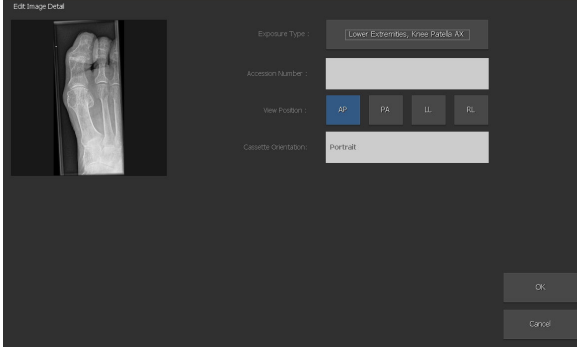 Edit Image Detail
Exposure Type :
Lower Extremities, Knee Patella AX
Accession Number :
View Position :
AP
PA
LL
RL
Cassette Orientation:
Portrait
OK
Cancel